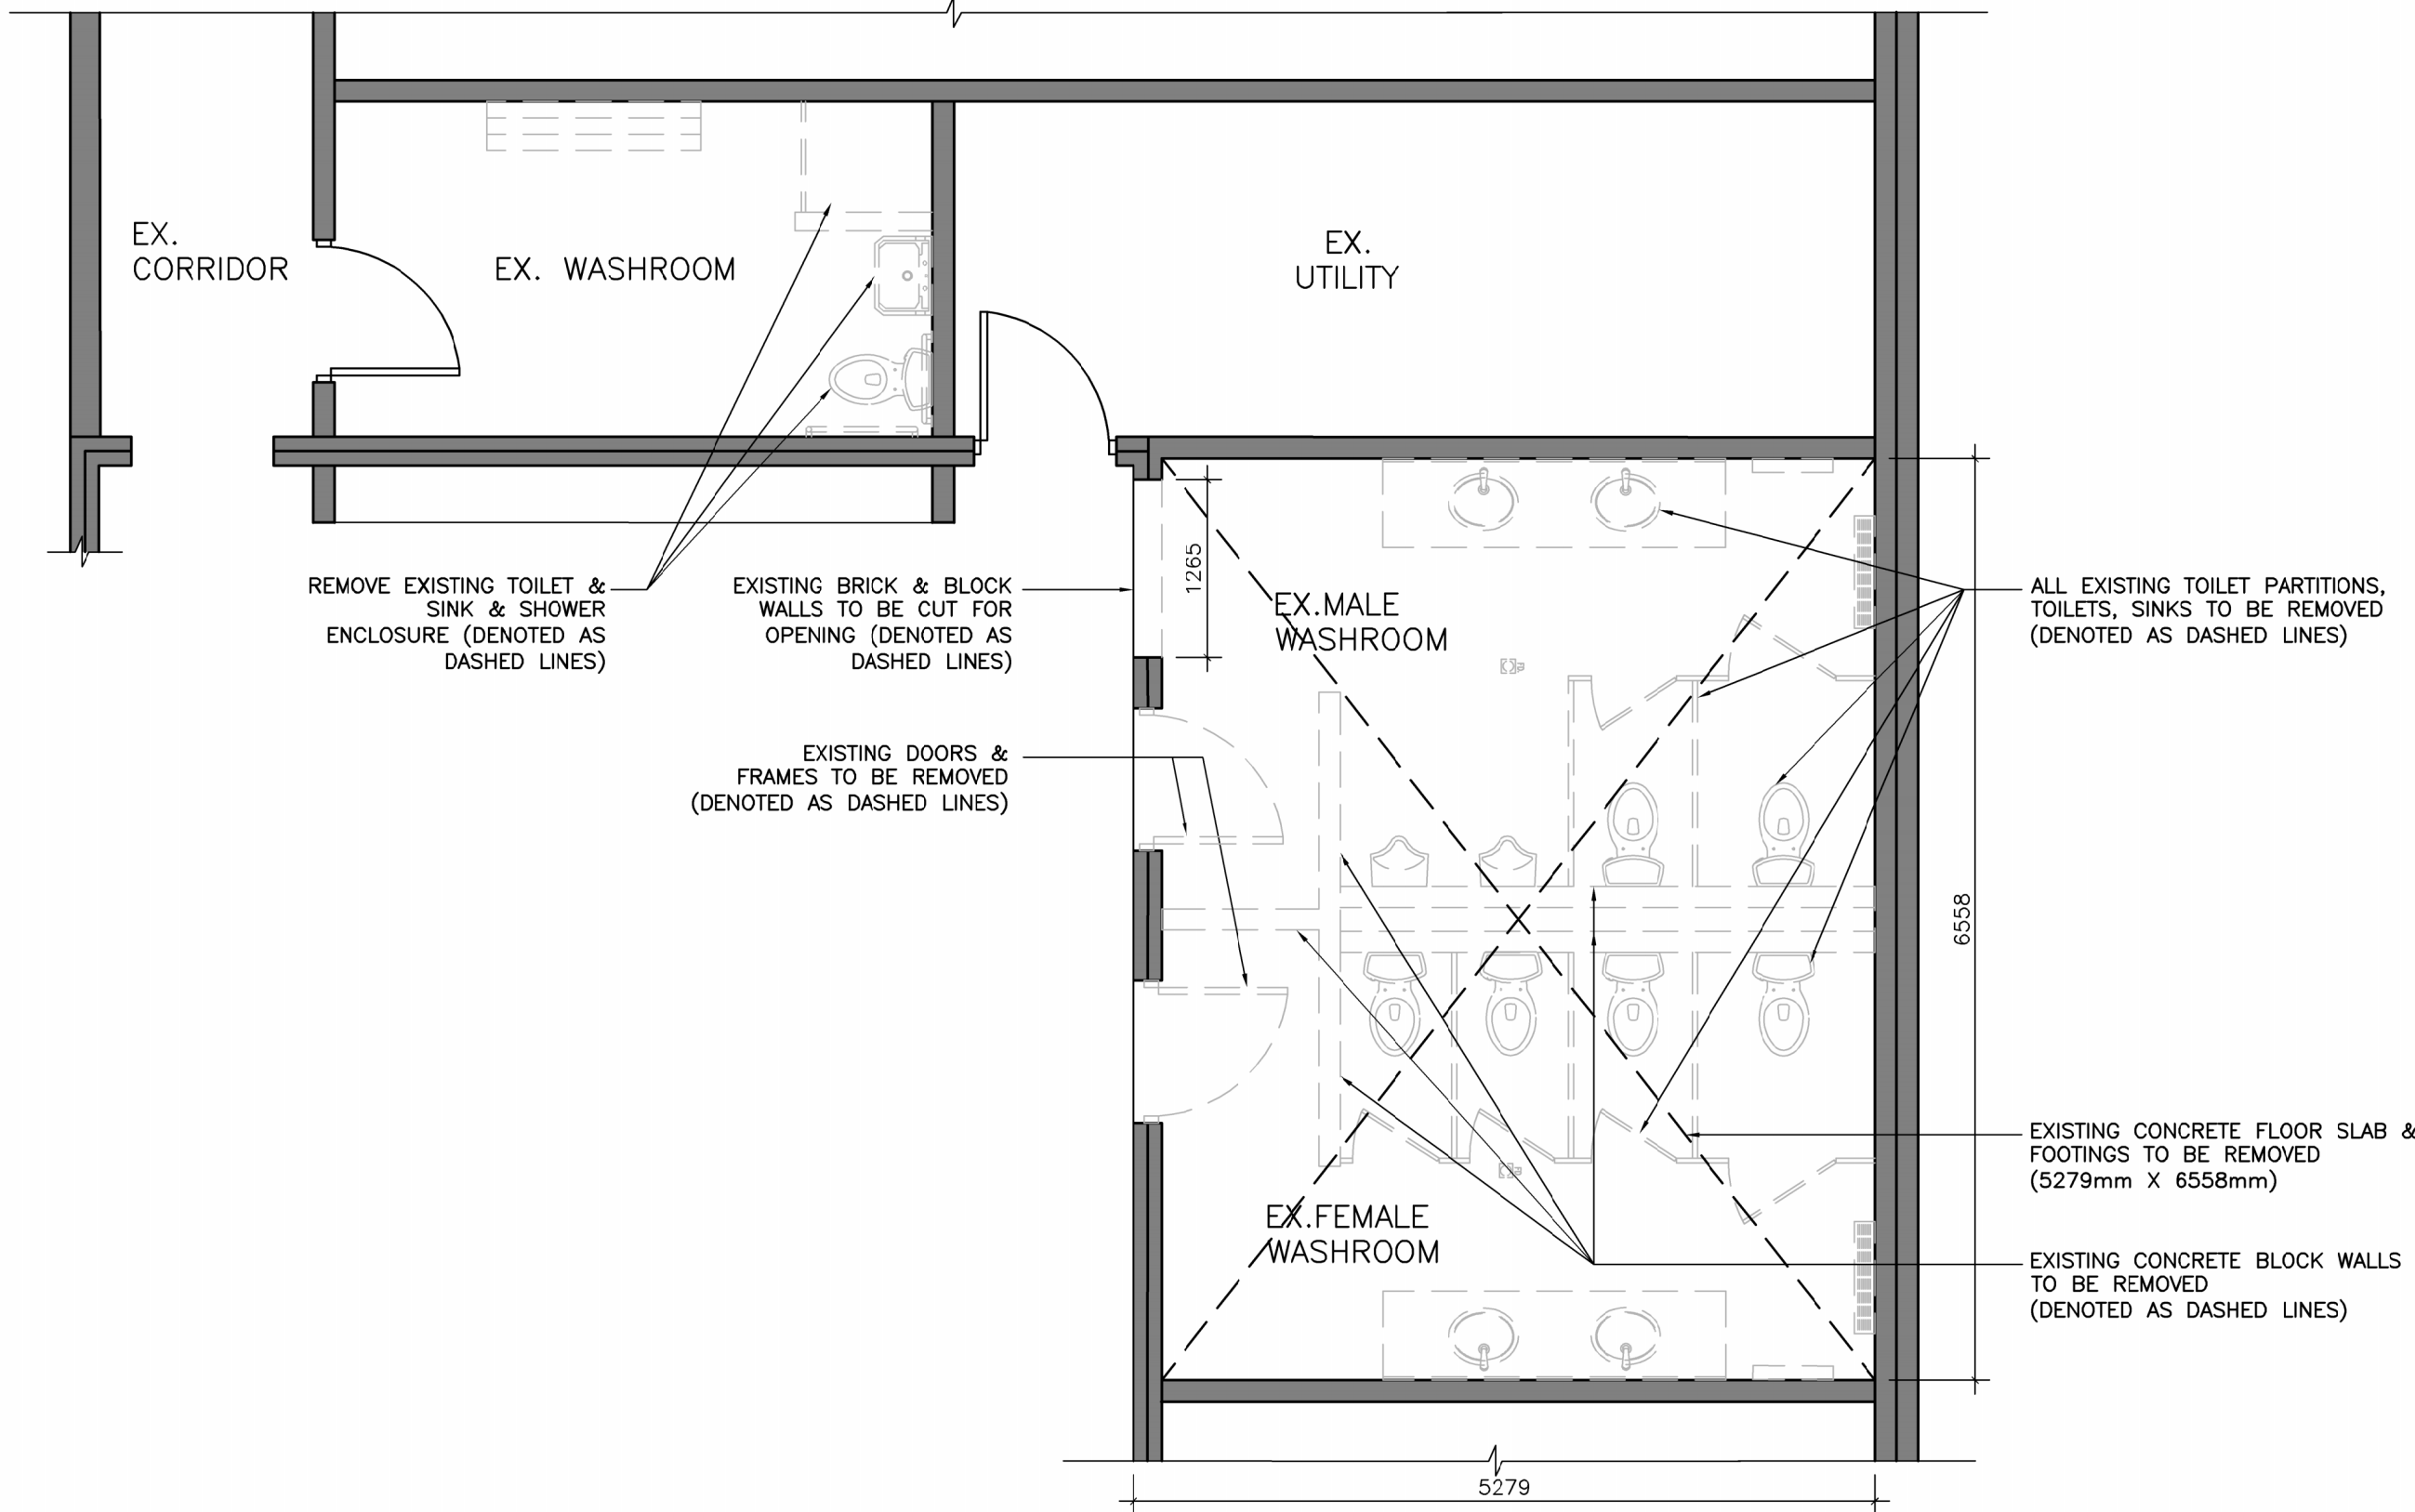 EX.
CORRIDOR
EX. WASHROOM
EX.
UTILITY
REMOVE EXISTING TOILET &
SINK & SHOWER
ENCLOSURE (DENOTED AS
DASHED LINES)
EXISTING BRICK & BLOCK
WALLS TO BE CUT FOR
OPENING (DENOTED AS
DASHED LINES)
1265
EX.MALE
WASHROOM
ALL EXISTING TOILET PARTITIONS,
TOILETS, SINKS TO BE REMOVED
(DENOTED AS DASHED LINES)
EXISTING DOORS &
FRAMES TO BE REMOVED
(DENOTED AS DASHED LINES)
6558
EXISTING CONCRETE FLOOR SLAB &
FOOTINGS TO BE REMOVED
(5279mm X 6558mm)
EX.FEMALE
WASHROOM
EXISTING CONCRETE BLOCK WALLS
TO BE REMOVED
(DENOTED AS DASHED LINES)
5279